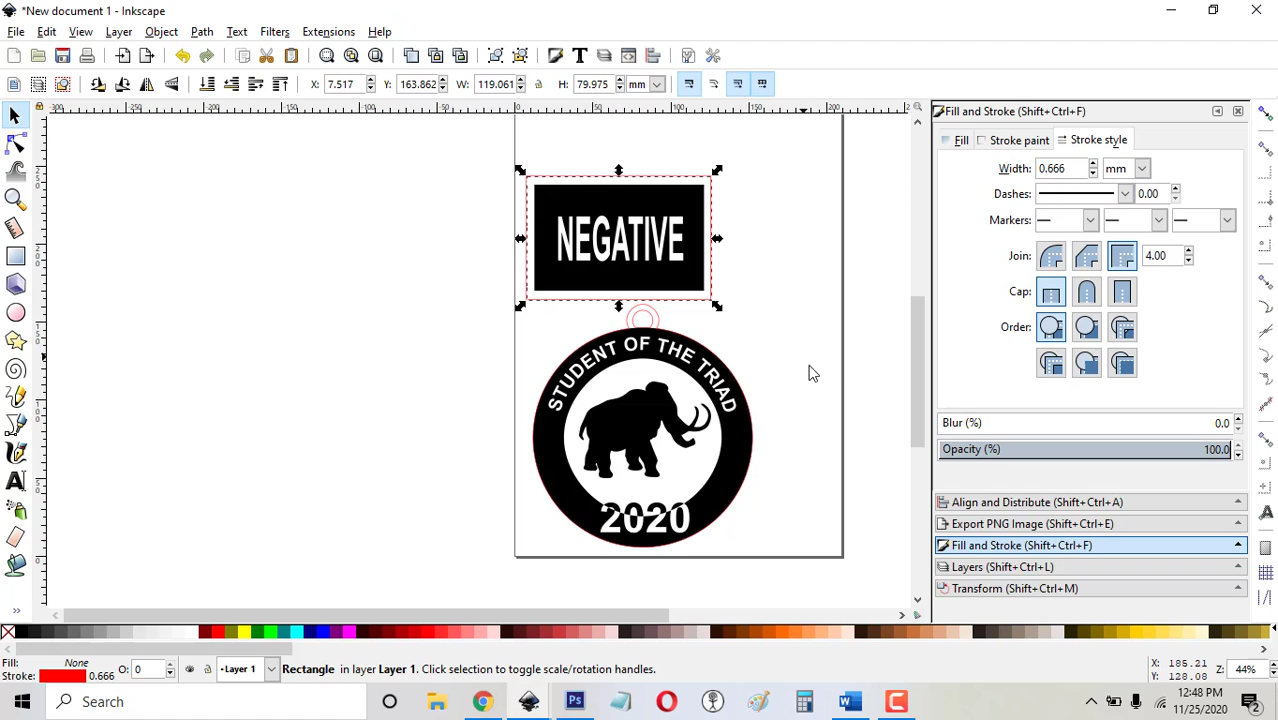 *New document 1 - Inkscape
File Edit View Layer Object Path Text Filters Extensions Help
X: 7.517 Y: 163.862 W: 119.061 H: 79.975 mm
Fill and Stroke (Shift+Ctrl+F)
Fill Stroke paint Stroke style
Width: 0.666 mm
Dashes: 0.00
Markers:
Join: 4.00
Cap:
Order:
NEGATIVE
STUDENT OF THE TRIAD
2020
Blur (%) 0.0
Opacity (%) 100.0
Align and Distribute (Shift+Ctrl+A)
Export PNG Image (Shift+Ctrl+E)
Fill and Stroke (Shift+Ctrl+F)
Layers (Shift+Ctrl+L)
Transform (Shift+Ctrl+M)
Fill: None O: 0 Layer 1 Rectangle in layer Layer 1. Click selection to toggle scale/rotation handles. X: 185.21 Z: 44%
Stroke: 0.666 Y: 128.08
Search 12:48 PM
11/25/2020